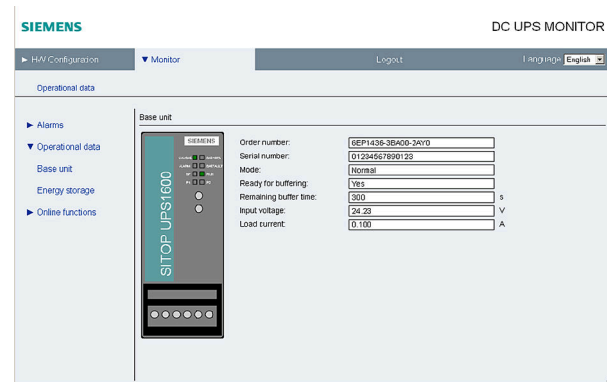 SIEMENS
DC UPS MONITOR
► HW Configuration
▼ Monitor
Logout
Language English
Operational data
► Alarms
▼ Operational data
Base unit
Energy storage
► Online functions
Base unit
SIEMENS
SITOP UPS1600
Order number: 6EP1436-3BA00-2AY0
Serial number: 01234567890123
Mode: Normal
Ready for buffering: Yes
Remaining buffer time: 300 s
Input voltage: 24.23 V
Load current: 0.100 A